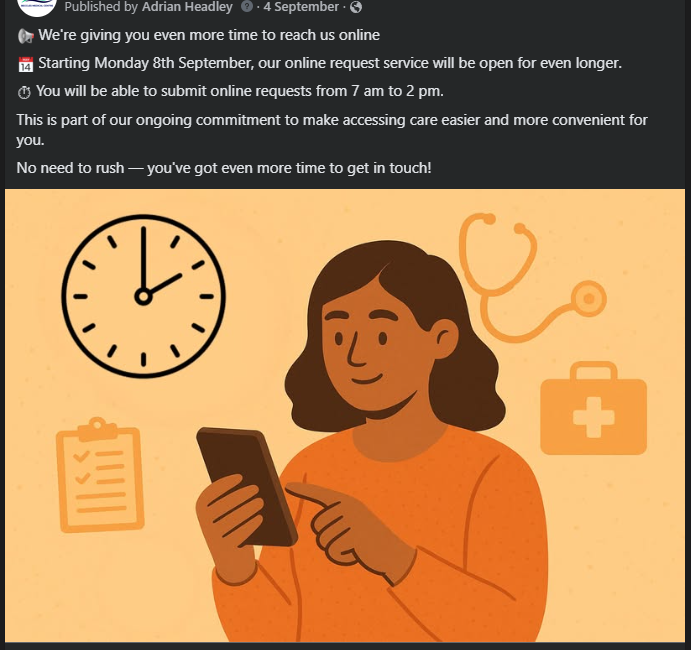 Published by Adrian Headley · 4 September ·
📢 We're giving you even more time to reach us online
📅 Starting Monday 8th September, our online request service will be open for even longer.
⏱ You will be able to submit online requests from 7 am to 2 pm.
This is part of our ongoing commitment to make accessing care easier and more convenient for
you.
No need to rush — you've got even more time to get in touch!